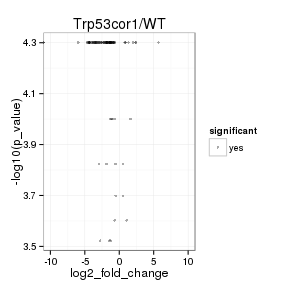 Trp53cor1/WT
4.3
4.1
3.9
3.7
3.5
-log10(p_value)
-10
-5
0
5
10
log2_fold_change
significant
yes